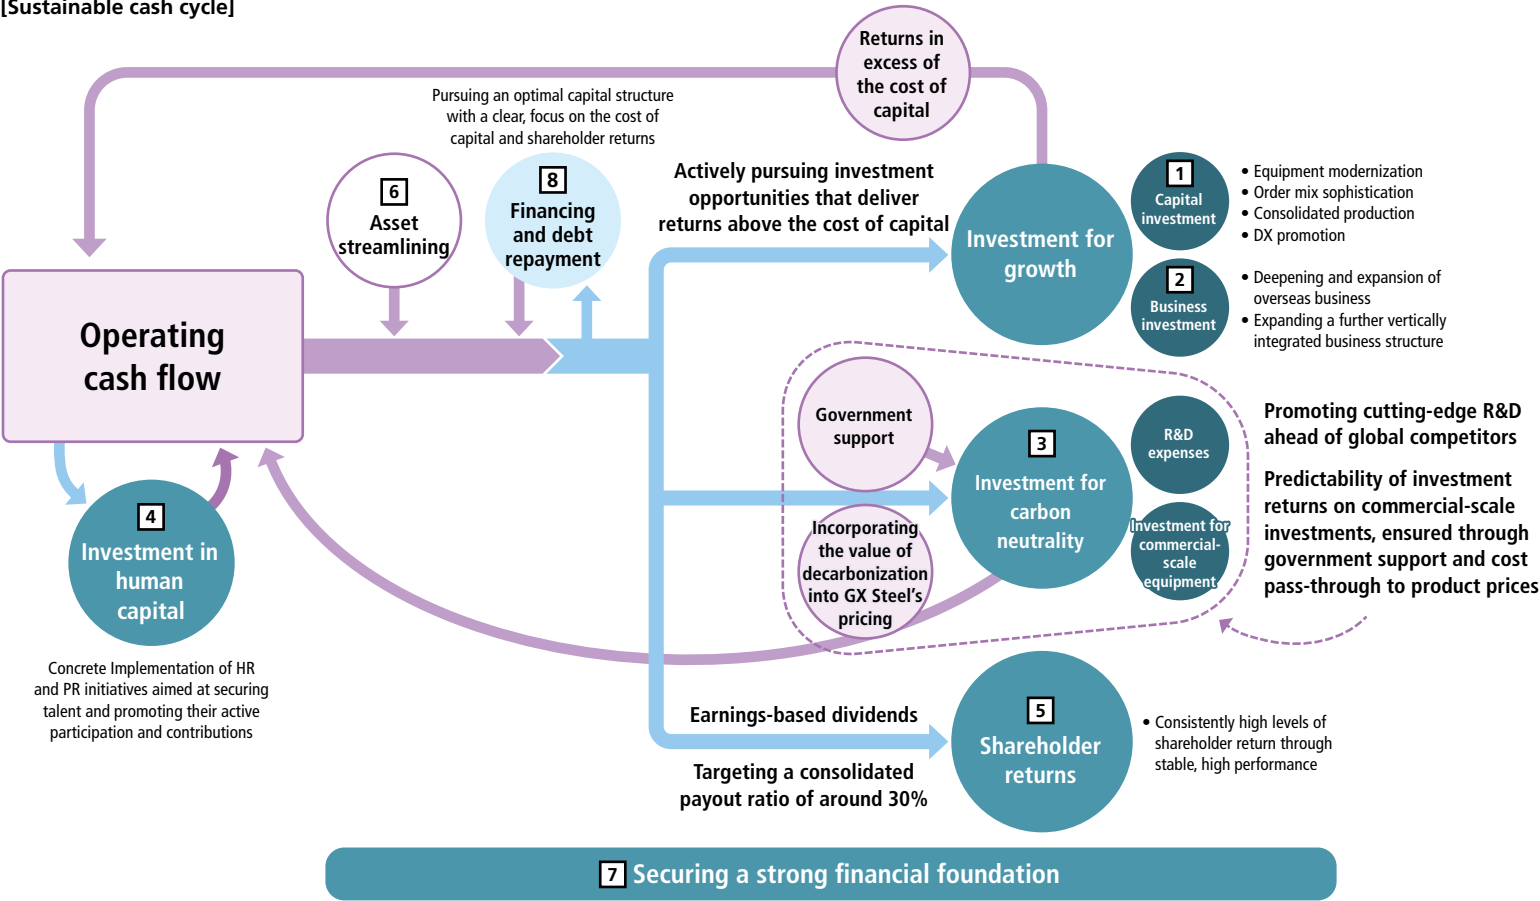 [Sustainable cash cycle]
Returns in
excess of
the cost of
capital
Pursuing an optimal capital structure
with a clear, focus on the cost of
capital and shareholder returns
6
Asset
streamlining
8
Financing
and debt
repayment
Actively pursuing investment
opportunities that deliver
returns above the cost of capital
Investment for
growth
1
Capital
investment
• Equipment modernization
• Order mix sophistication
• Consolidated production
• DX promotion
2
Business
investment
• Deepening and expansion of
overseas business
• Expanding a further vertically
integrated business structure
Operating
cash flow
Government
support
3
Investment for
carbon
neutrality
R&D
expenses
Investment for
commercial-
scale
equipment
Promoting cutting-edge R&D
ahead of global competitors
Predictability of investment
returns on commercial-scale
investments, ensured through
government support and cost
pass-through to product prices
Incorporating
the value of
decarbonization
into GX Steel’s
pricing
4
Investment in
human
capital
Concrete Implementation of HR
and PR initiatives aimed at securing
talent and promoting their active
participation and contributions
Earnings-based dividends
Targeting a consolidated
payout ratio of around 30%
5
Shareholder
returns
• Consistently high levels of
shareholder return through
stable, high performance
7 Securing a strong financial foundation